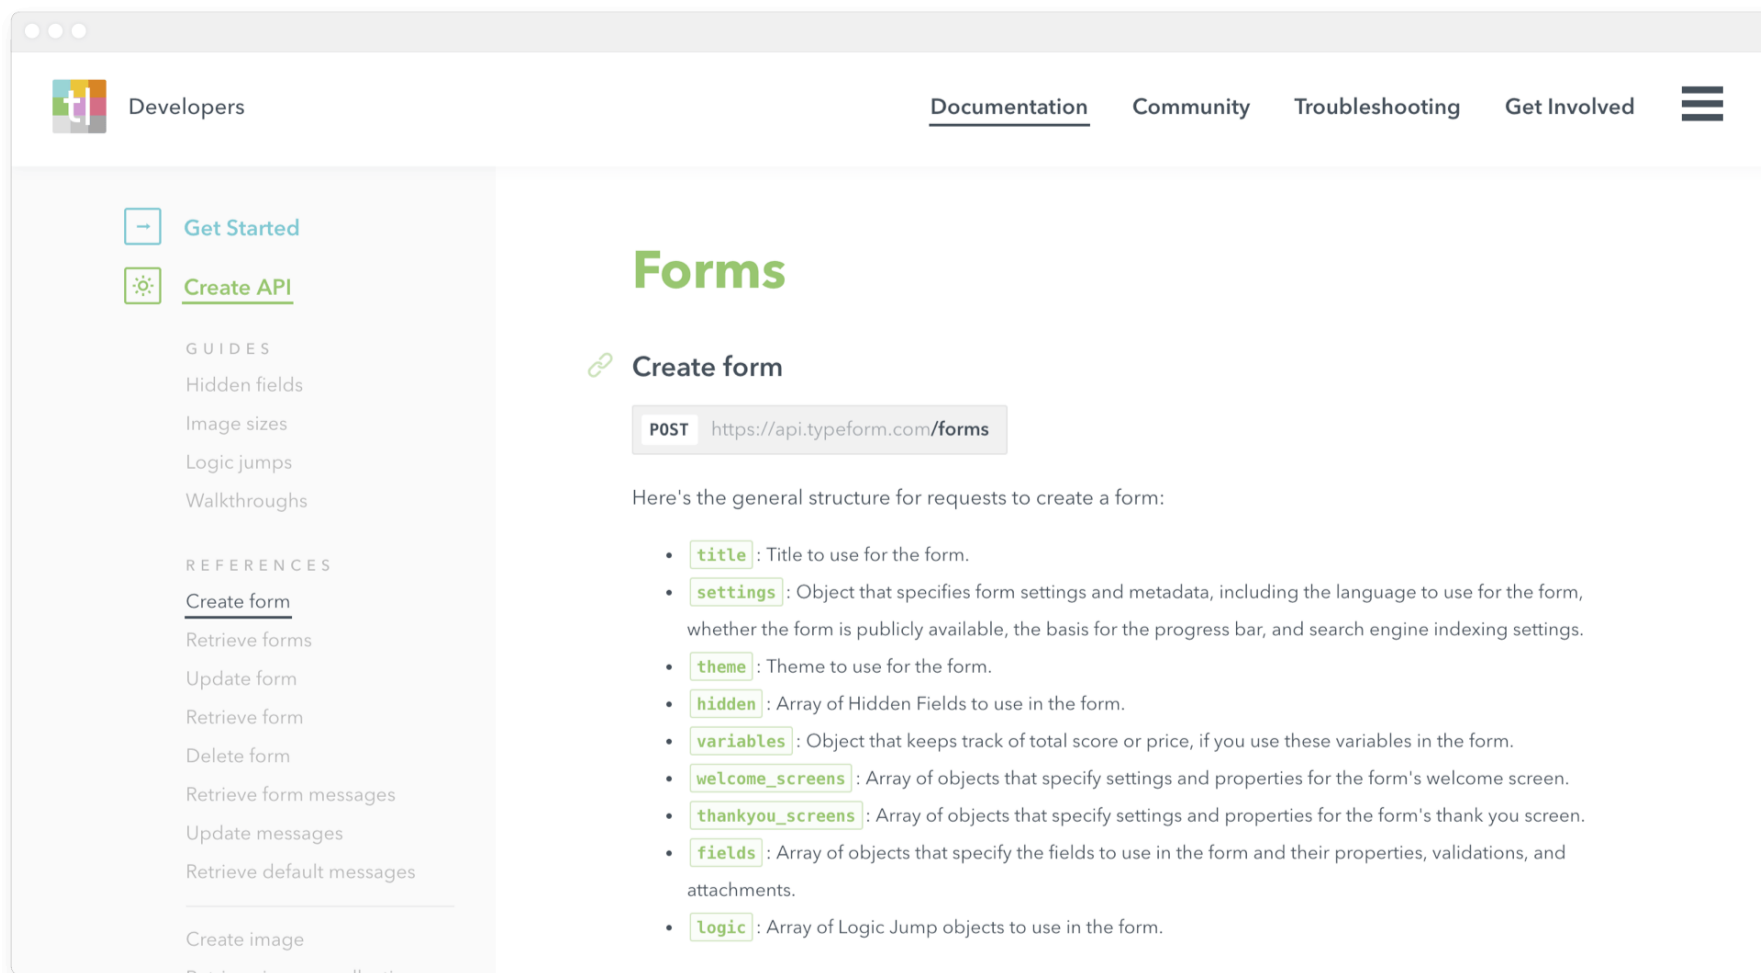 tl
Developers
Documentation
Community
Troubleshooting
Get Involved
Get Started
Create API
GUIDES
Hidden fields
Image sizes
Logic jumps
Walkthroughs
REFERENCES
Create form
Retrieve forms
Update form
Retrieve form
Delete form
Retrieve form messages
Update messages
Retrieve default messages
Create image
Forms
Create form
POST https://api.typeform.com/forms
Here's the general structure for requests to create a form:
• title : Title to use for the form.
• settings : Object that specifies form settings and metadata, including the language to use for the form,
whether the form is publicly available, the basis for the progress bar, and search engine indexing settings.
• theme : Theme to use for the form.
• hidden : Array of Hidden Fields to use in the form.
• variables : Object that keeps track of total score or price, if you use these variables in the form.
• welcome_screens : Array of objects that specify settings and properties for the form's welcome screen.
• thankyou_screens : Array of objects that specify settings and properties for the form's thank you screen.
• fields : Array of objects that specify the fields to use in the form and their properties, validations, and
attachments.
• logic : Array of Logic Jump objects to use in the form.